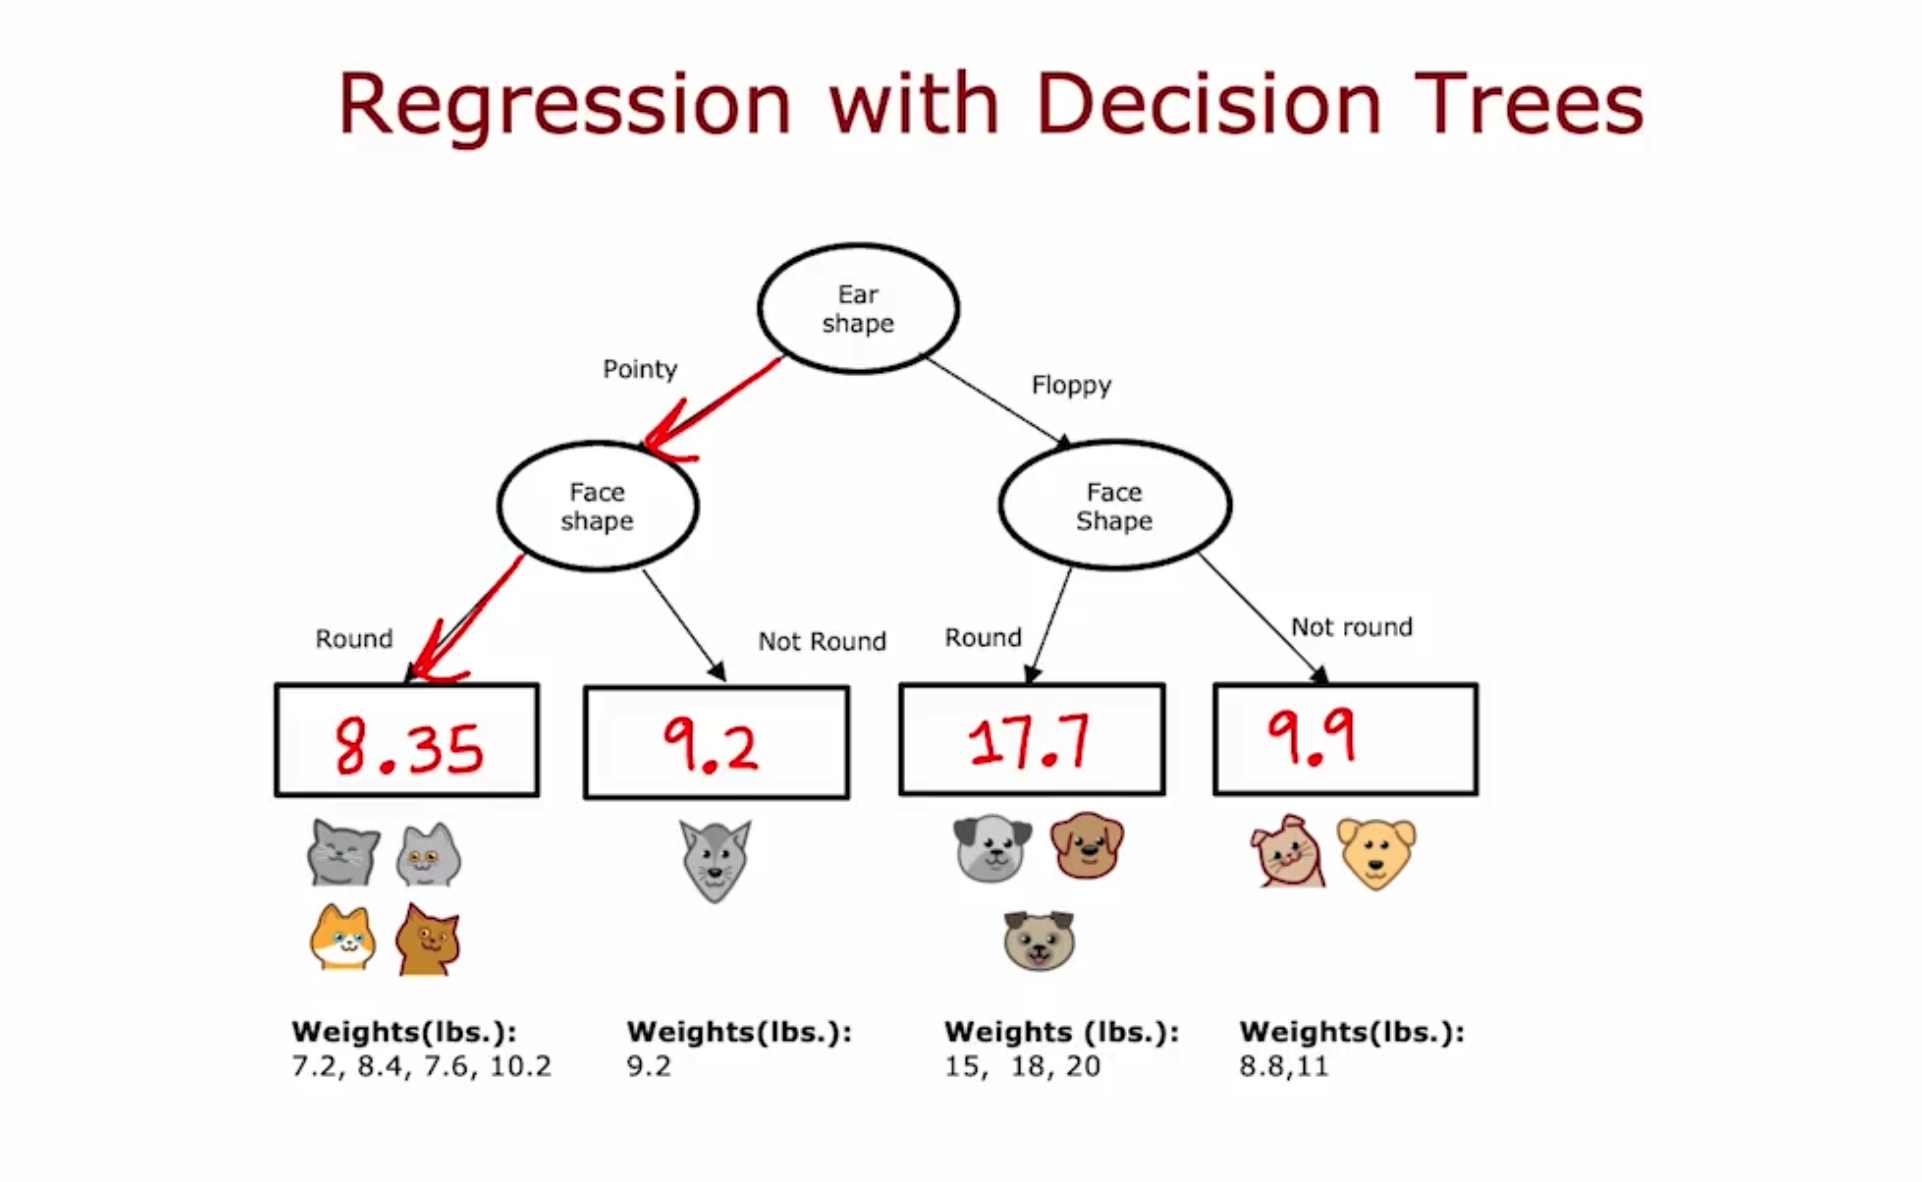 Regression with Decision Trees
Ear
shape
Pointy
Floppy
Face
shape
Face
Shape
Round
Not Round
Round
Not round
8.35
9.2
17.7
9.9
Weights(lbs.):
7.2, 8.4, 7.6, 10.2
Weights(lbs.):
9.2
Weights (lbs.):
15, 18, 20
Weights(lbs.):
8.8,11